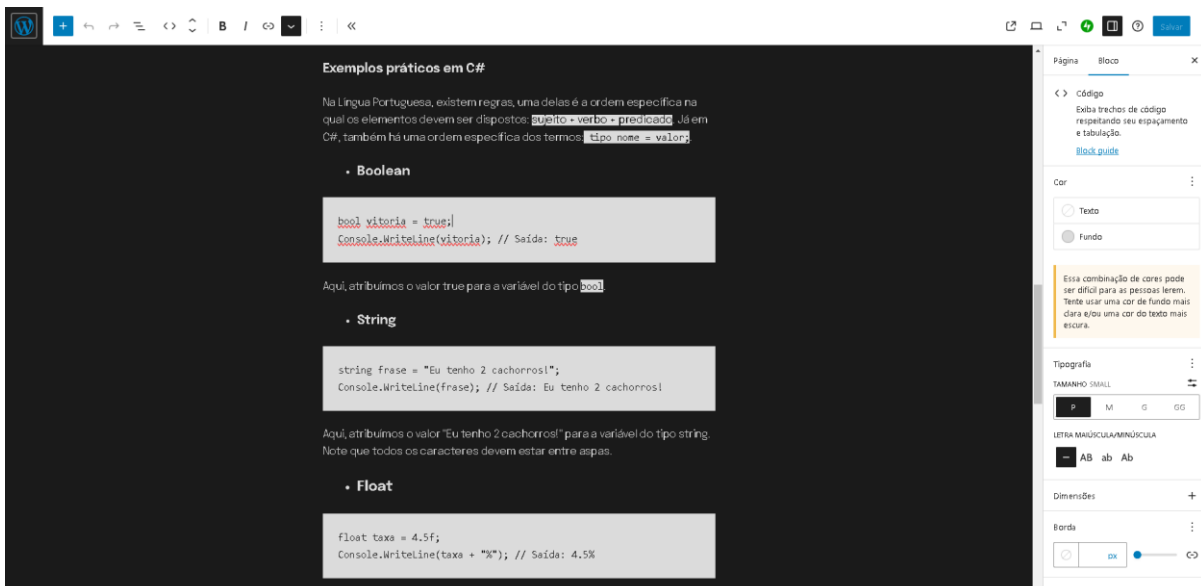 B I
Salvar
Exemplos práticos em C#
Na Língua Portuguesa, existem regras, uma delas é a ordem específica na
qual os elementos devem ser dispostos: sujeito + verbo + predicado. Já em
C#, também há uma ordem específica dos termos: tipo nome = valor;
• Boolean
bool vitoria = true;
Console.WriteLine(vitoria); // Saída: true
Aqui, atribuímos o valor true para a variável do tipo bool.
• String
string frase = "Eu tenho 2 cachorros!";
Console.WriteLine(frase); // Saída: Eu tenho 2 cachorros!
Aqui, atribuímos o valor "Eu tenho 2 cachorros!" para a variável do tipo string.
Note que todos os caracteres devem estar entre aspas.
• Float
float taxa = 4.5f;
Console.WriteLine(taxa + "%"); // Saída: 4.5%
Página Bloco
Código
Exiba trechos de código
respeitando seu espaçamento
e tabulação.
Block guide
Cor
Texto
Fundo
Essa combinação de cores pode
ser difícil para as pessoas lerem.
Tente usar uma cor de fundo mais
clara e/ou uma cor do texto mais
escura.
Tipografia
TAMANHO SMALL
P M G GG
LETRA MAIÚSCULA/MINÚSCULA
– AB ab Ab
Dimensões
Borda
px